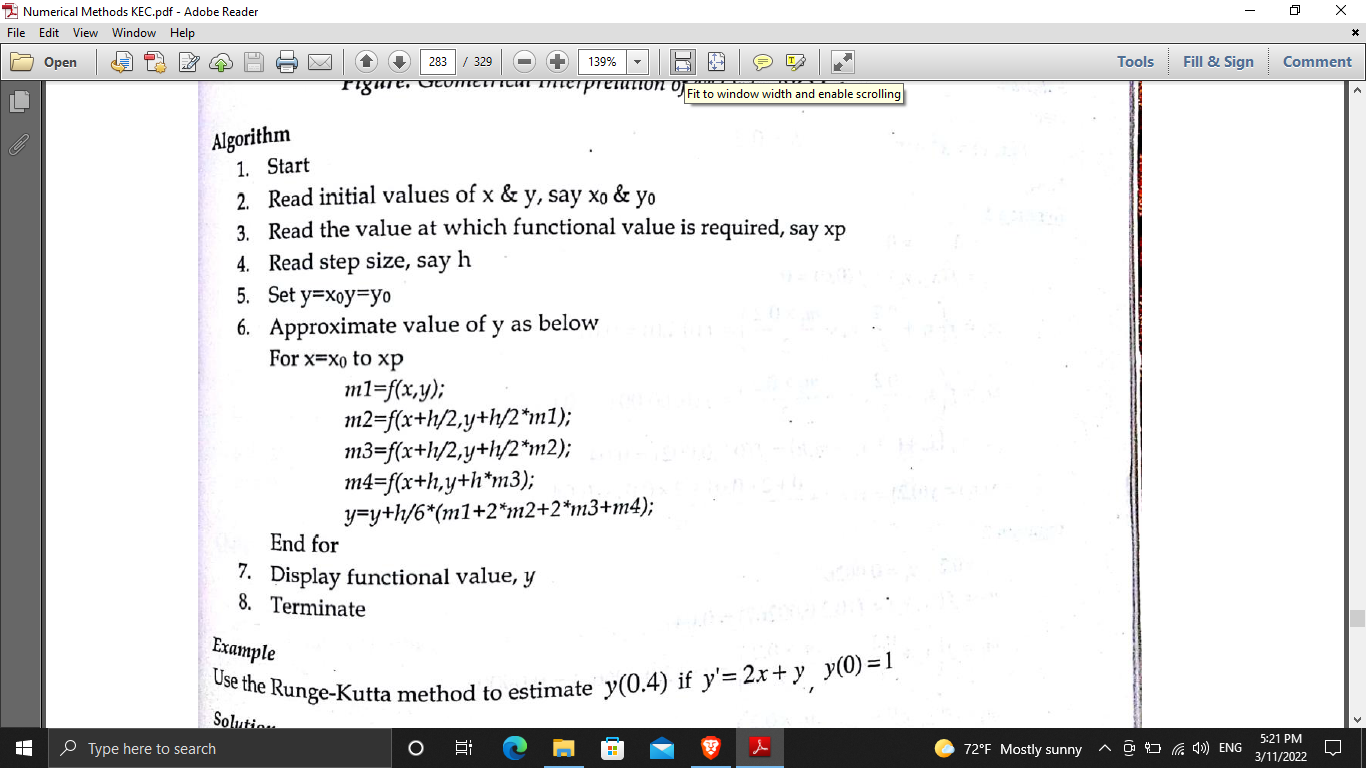 Numerical Methods KEC.pdf - Adobe Reader
File Edit View Window Help
Open 283 / 329 139% Tools Fill & Sign Comment
Figure: Geometrical Interpretation of
Fit to window width and enable scrolling
Algorithm
1. Start
2. Read initial values of x & y, say x₀ & y₀
3. Read the value at which functional value is required, say xp
4. Read step size, say h
5. Set y=x₀y=y₀
6. Approximate value of y as below
For x=x₀ to xp
m1=f(x,y);
m2=f(x+h/2,y+h/2*m1);
m3=f(x+h/2,y+h/2*m2);
m4=f(x+h,y+h*m3);
y=y+h/6*(m1+2*m2+2*m3+m4);
End for
7. Display functional value, y
8. Terminate
Example
Use the Runge-Kutta method to estimate y(0.4) if y'= 2x + y , y(0) = 1
Solution
Type here to search 72°F Mostly sunny ENG 5:21 PM
3/11/2022